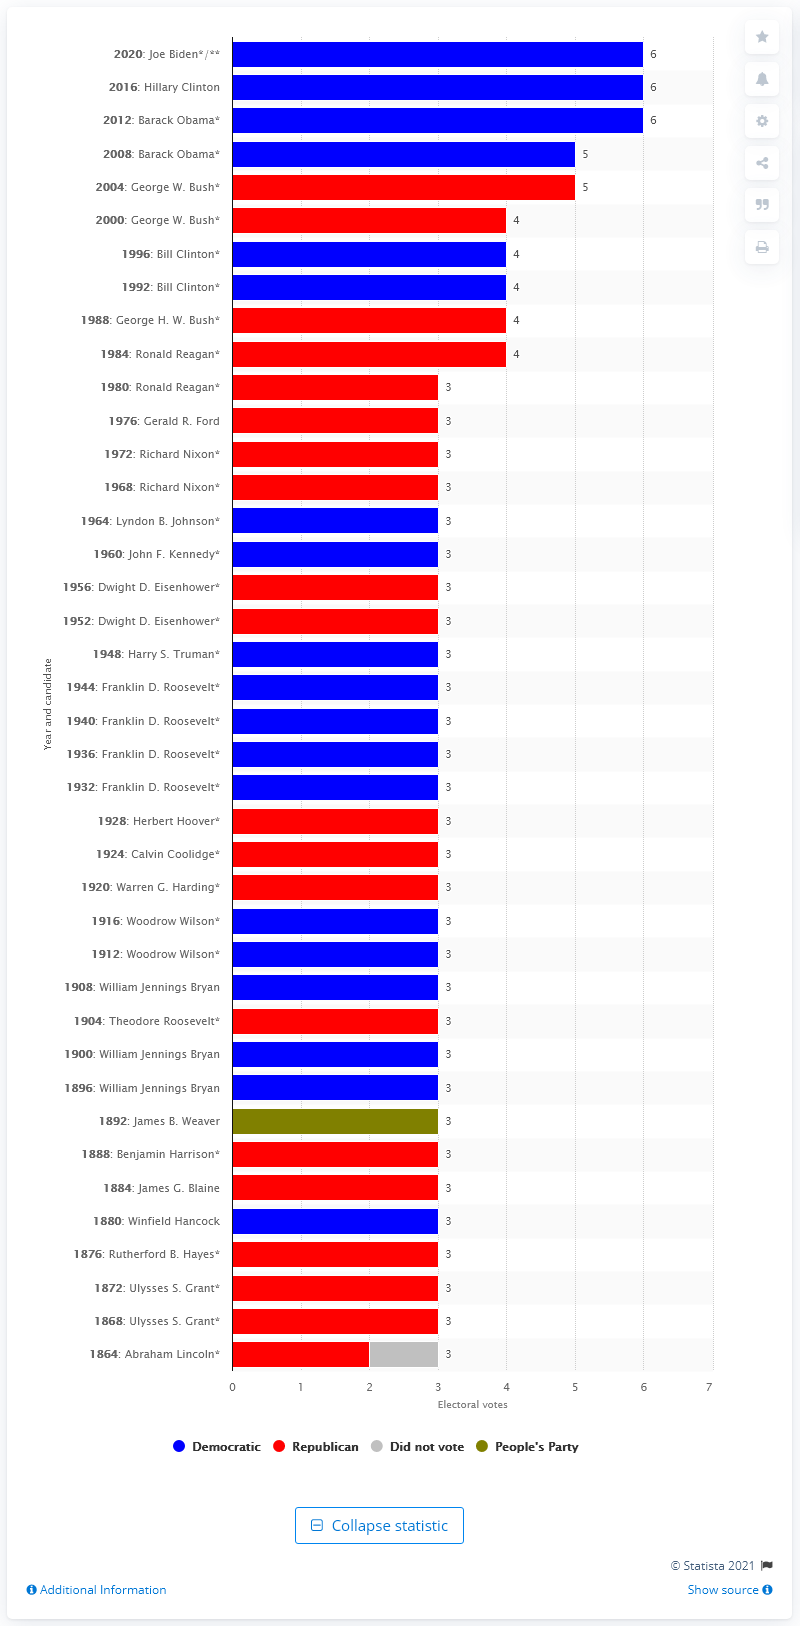 2020: Joe Biden*/** 6
2016: Hillary Clinton 6
2012: Barack Obama* 6
2008: Barack Obama* 5
2004: George W. Bush* 5
2000: George W. Bush* 4
1996: Bill Clinton* 4
1992: Bill Clinton* 4
1988: George H. W. Bush* 4
1984: Ronald Reagan* 4
1980: Ronald Reagan* 3
1976: Gerald R. Ford 3
1972: Richard Nixon* 3
1968: Richard Nixon* 3
1964: Lyndon B. Johnson* 3
1960: John F. Kennedy* 3
1956: Dwight D. Eisenhower* 3
1952: Dwight D. Eisenhower* 3
1948: Harry S. Truman* 3
1944: Franklin D. Roosevelt* 3
1940: Franklin D. Roosevelt* 3
1936: Franklin D. Roosevelt* 3
1932: Franklin D. Roosevelt* 3
1928: Herbert Hoover* 3
1924: Calvin Coolidge* 3
1920: Warren G. Harding* 3
1916: Woodrow Wilson* 3
1912: Woodrow Wilson* 3
1908: William Jennings Bryan 3
1904: Theodore Roosevelt* 3
1900: William Jennings Bryan 3
1896: William Jennings Bryan 3
1892: James B. Weaver 3
1888: Benjamin Harrison* 3
1884: James G. Blaine 3
1880: Winfield Hancock 3
1876: Rutherford B. Hayes* 3
1872: Ulysses S. Grant* 3
1868: Ulysses S. Grant* 3
1864: Abraham Lincoln* 3
Year and candidate
0 1 2 3 4 5 6 7
Electoral votes
Democratic Republican Did not vote People's Party
Collapse statistic
© Statista 2021
Additional Information Show source